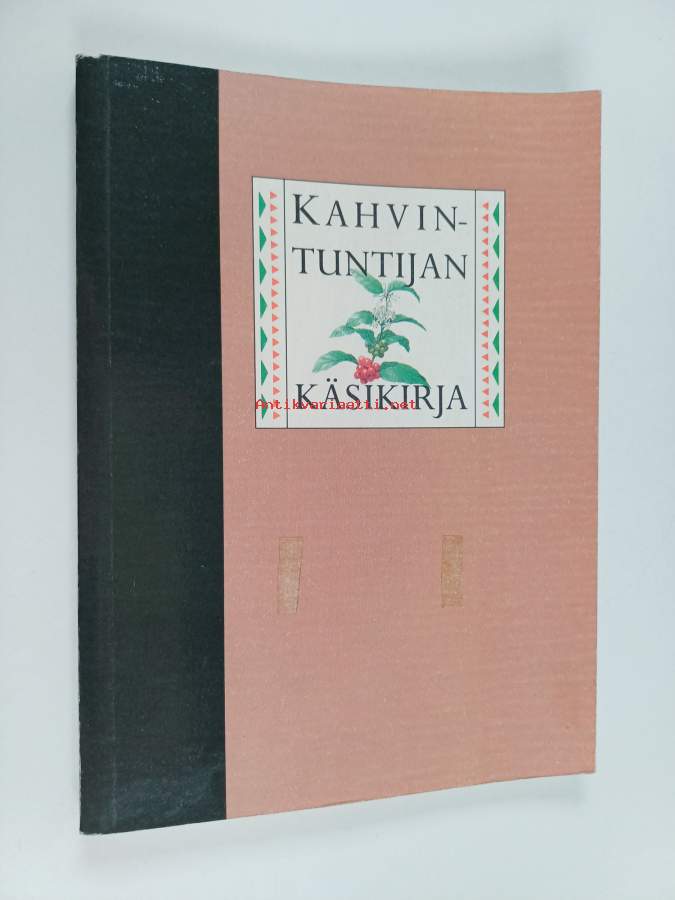 KAHVIN-
TUNTIJAN
KÄSIKIRJA
Antikvariaatti.net